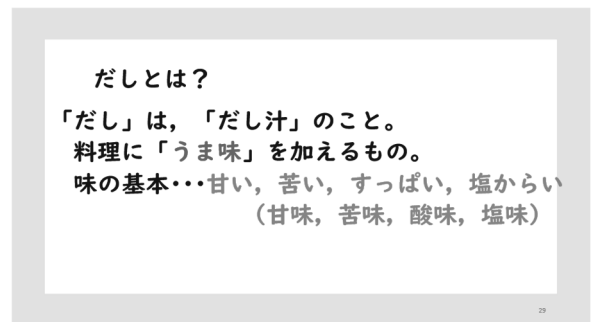 だしとは？
「だし」は，「だし汁」のこと。
料理に「うま味」を加えるもの。
味の基本･･･甘い，苦い，すっぱい，塩からい
（甘味，苦味，酸味，塩味）
29